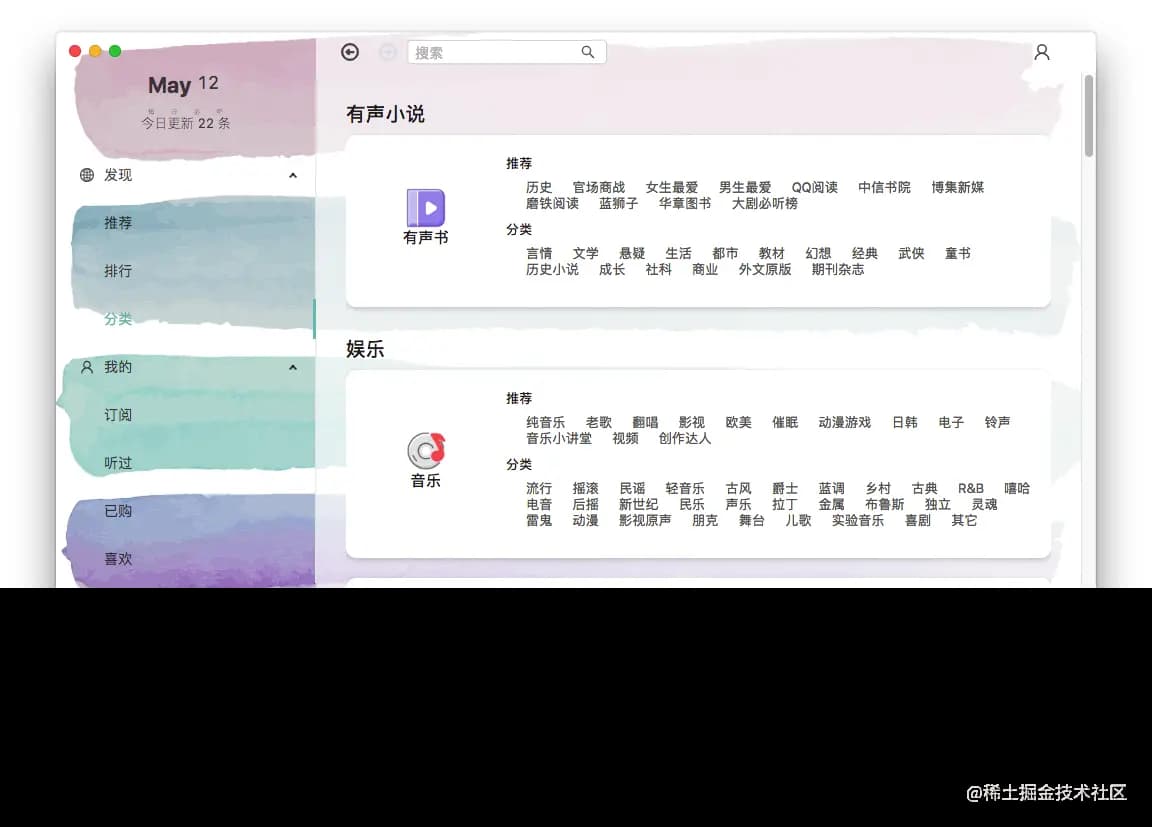 May 12
今日更新 22 条
发现
推荐
排行
分类
我的
订阅
听过
已购
喜欢
搜索
有声小说
有声书
推荐
历史 官场商战 女生最爱 男生最爱 QQ阅读 中信书院 博集新媒
磨铁阅读 蓝狮子 华章图书 大剧必听榜
分类
言情 文学 悬疑 生活 都市 教材 幻想 经典 武侠 童书
历史小说 成长 社科 商业 外文原版 期刊杂志
娱乐
音乐
推荐
纯音乐 老歌 翻唱 影视 欧美 催眠 动漫游戏 日韩 电子 铃声
音乐小讲堂 视频 创作达人
分类
流行 摇滚 民谣 轻音乐 古风 爵士 蓝调 乡村 古典 R&B 嘻哈
电音 后摇 新世纪 民乐 声乐 拉丁 金属 布鲁斯 独立 灵魂
雷鬼 动漫 影视原声 朋克 舞台 儿歌 实验音乐 喜剧 其它
@稀土掘金技术社区